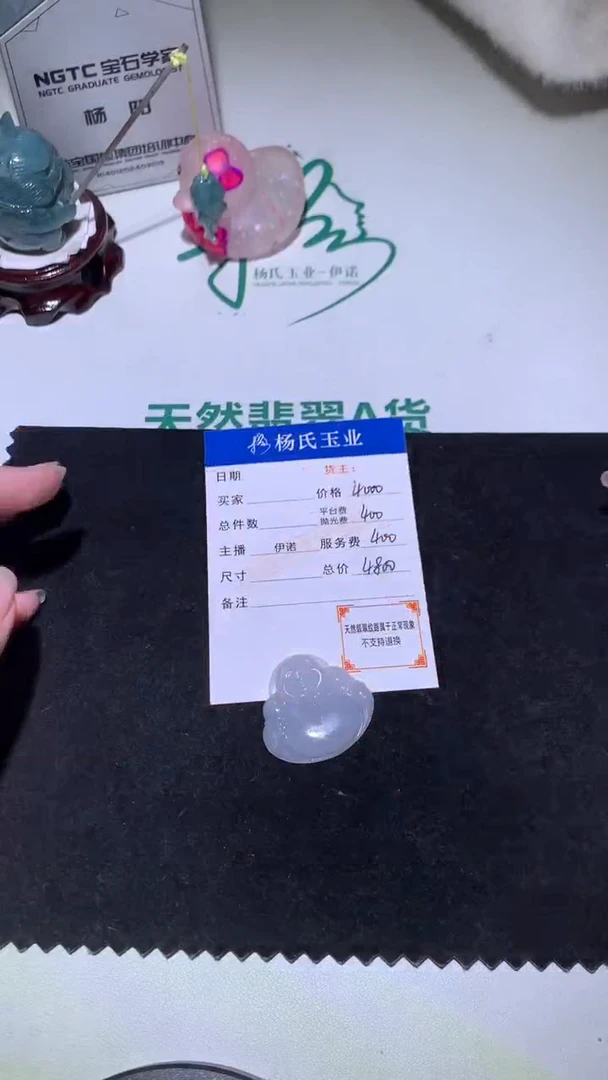 NGTC 宝石学家
NGTC GRADUATE GEMOLOGIST
杨 阳
杨氏玉业-伊诺
天然翡翠A货
杨氏玉业
日期 货主：
买家 价格 4000
总件数 平台费 抛光费 400
主播 伊诺 服务费 400
尺寸 总价 4800
备注
天然翡翠纹路属于正常现象
不支持退换